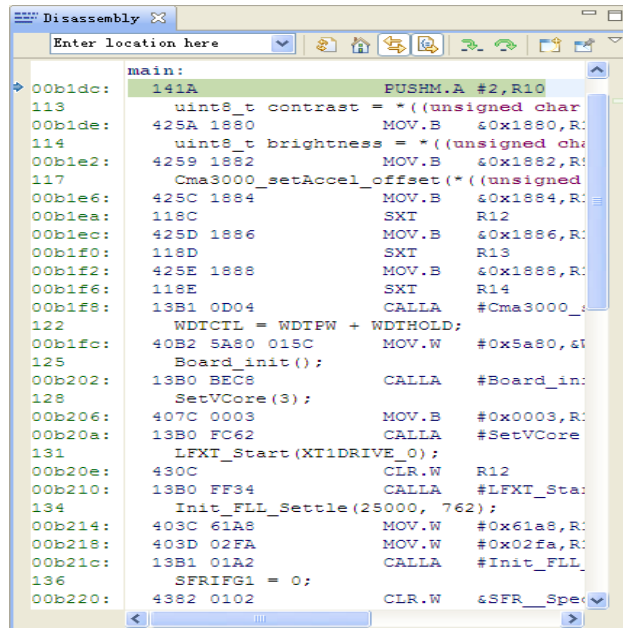 Disassembly
Enter location here
main:
00b1dc: 141A PUSHM.A #2,R10
113 uint8_t contrast = *((unsigned char
00b1de: 425A 1880 MOV.B &0x1880,R
114 uint8_t brightness = *((unsigned cha
00b1e2: 4259 1882 MOV.B &0x1882,R
117 Cma3000_setAccel_offset(*((unsigned
00b1e6: 425C 1884 MOV.B &0x1884,R
00b1ea: 118C SXT R12
00b1ec: 425D 1886 MOV.B &0x1886,R
00b1f0: 118D SXT R13
00b1f2: 425E 1888 MOV.B &0x1888,R
00b1f6: 118E SXT R14
00b1f8: 13B1 0D04 CALLA #Cma3000_
122 WDTCTL = WDTPW + WDTHOLD;
00b1fc: 40B2 5A80 015C MOV.W #0x5a80,&
125 Board_init();
00b202: 13B0 BEC8 CALLA #Board_in
128 SetVCore(3);
00b206: 407C 0003 MOV.B #0x0003,R
00b20a: 13B0 FC62 CALLA #SetVCore
131 LFXT_Start(XT1DRIVE_0);
00b20e: 430C CLR.W R12
00b210: 13B0 FF34 CALLA #LFXT_Sta
134 Init_FLL_Settle(25000, 762);
00b214: 403C 61A8 MOV.W #0x61a8,R
00b218: 403D 02FA MOV.W #0x02fa,R
00b21c: 13B1 01A2 CALLA #Init_FLL_
136 SFRIFG1 = 0;
00b220: 4382 0102 CLR.W &SFR__Spe